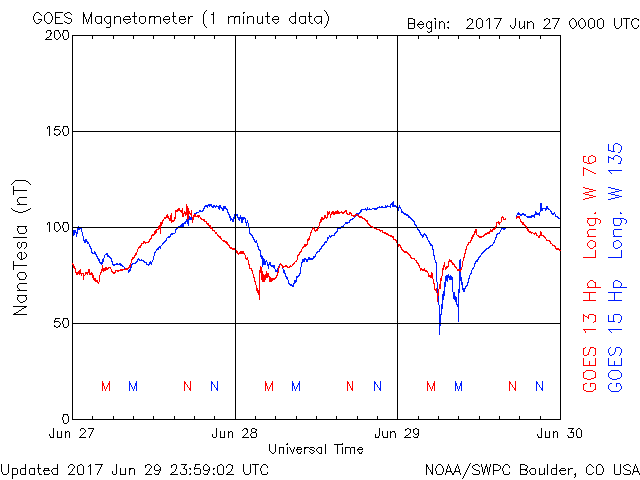 GOES Magnetometer (1 minute data)
Begin: 2017 Jun 27 0000 UTC
200
150
100
50
0
NanoTesla (nT)
M M N N M M N N M M N N
Jun 27 Jun 28 Jun 29 Jun 30
Universal Time
GOES 13 Hp Long. W 76
GOES 15 Hp Long. W 135
Updated 2017 Jun 29 23:59:02 UTC
NOAA/SWPC Boulder, CO USA